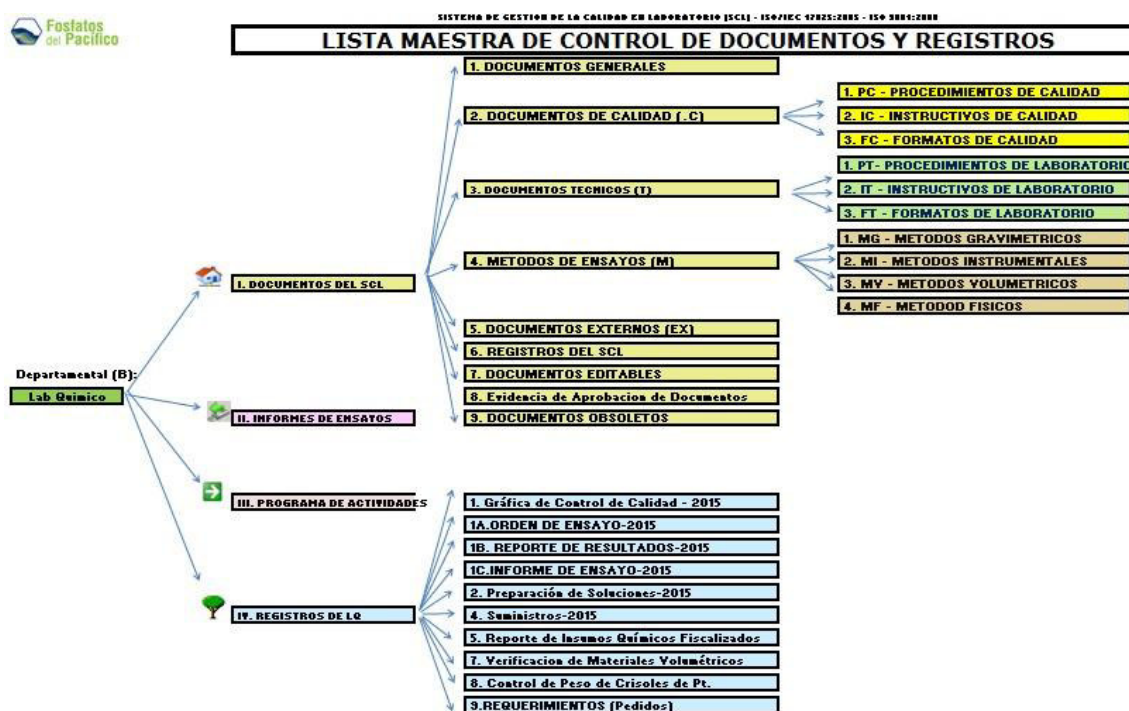 Fosfatos
del Pacífico
SISTEMA DE GESTION DE LA CALIDAD EN LABORATORIO [SCL] - ISO/IEC 17025:2005 - ISO 9001:2008
LISTA MAESTRA DE CONTROL DE DOCUMENTOS Y REGISTROS
1. DOCUMENTOS GENERALES
2. DOCUMENTOS DE CALIDAD (.C)
1. PC - PROCEDIMIENTOS DE CALIDAD
2. IC - INSTRUCTIVOS DE CALIDAD
3. FC - FORMATOS DE CALIDAD
3. DOCUMENTOS TECNICOS (T)
1. PT- PROCEDIMIENTOS DE LABORATORIO
2. IT - INSTRUCTIVOS DE LABORATORIO
3. FT - FORMATOS DE LABORATORIO
4. METODOS DE ENSAYOS (M)
1. MG - METODOS GRAVIMETRICOS
2. MI - METODOS INSTRUMENTALES
3. MV - METODOS VOLUMETRICOS
4. MF - METODOD FISICOS
I. DOCUMENTOS DEL SCL
5. DOCUMENTOS EXTERNOS (EX)
6. REGISTROS DEL SCL
7. DOCUMENTOS EDITABLES
8. Evidencia de Aprobacion de Documentos
9. DOCUMENTOS OBSOLETOS
Departamental (B):
Lab Quimico
II. INFORMES DE ENSAYOS
III. PROGRAMA DE ACTIVIDADES
IV. REGISTROS DE LQ
1. Gráfica de Control de Calidad - 2015
1A.ORDEN DE ENSAYO-2015
1B. REPORTE DE RESULTADOS-2015
1C.INFORME DE ENSAYO-2015
2. Preparación de Soluciones-2015
4. Suministros-2015
5. Reporte de Insumos Químicos Fiscalizados
7. Verificacion de Materiales Volumétricos
8. Control de Peso de Crisoles de Pt.
9.REQUERIMIENTOS (Pedidos)